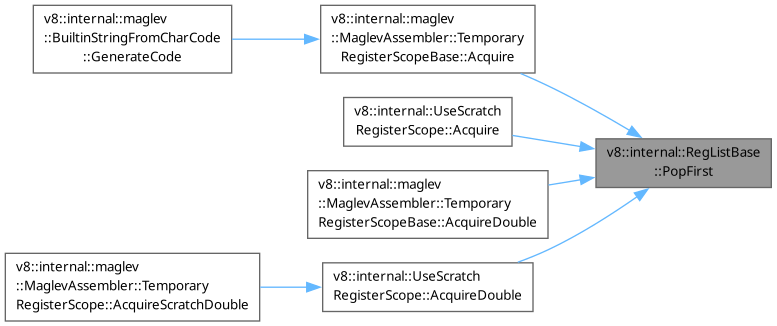 v8::internal::maglev
::BuiltinStringFromCharCode
::GenerateCode
v8::internal::maglev
::MaglevAssembler::Temporary
RegisterScopeBase::Acquire
v8::internal::UseScratch
RegisterScope::Acquire
v8::internal::RegListBase
::PopFirst
v8::internal::maglev
::MaglevAssembler::Temporary
RegisterScopeBase::AcquireDouble
v8::internal::maglev
::MaglevAssembler::Temporary
RegisterScope::AcquireScratchDouble
v8::internal::UseScratch
RegisterScope::AcquireDouble